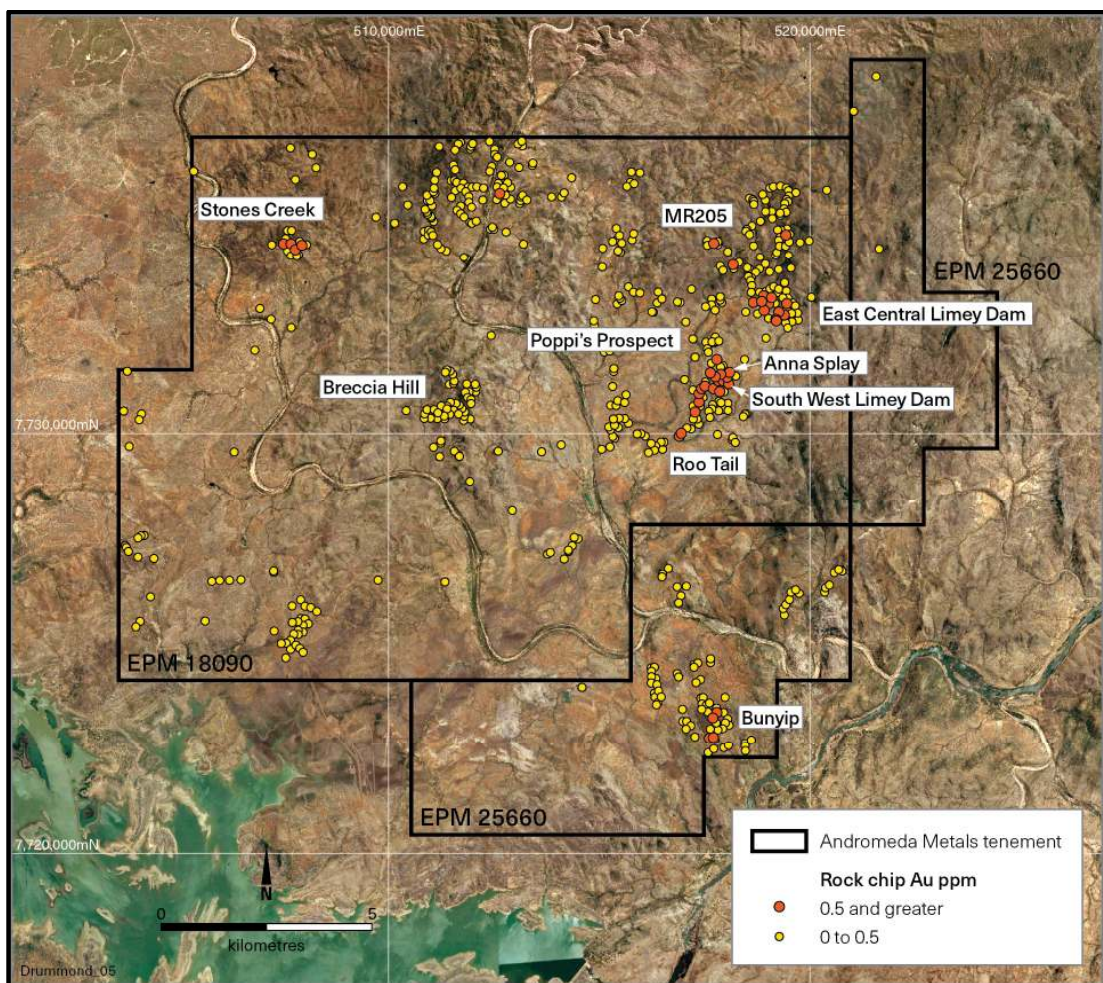 510,000mE
520,000mE
Stones Creek
MR205
EPM 25660
East Central Limey Dam
Poppi's Prospect
Anna Splay
Breccia Hill
South West Limey Dam
7,730,000mN
Roo Tail
EPM 18090
Bunyip
EPM 25660
7,720,000mN
N
0
5
kilometres
Drummond_05
Andromeda Metals tenement
Rock chip Au ppm
0.5 and greater
0 to 0.5